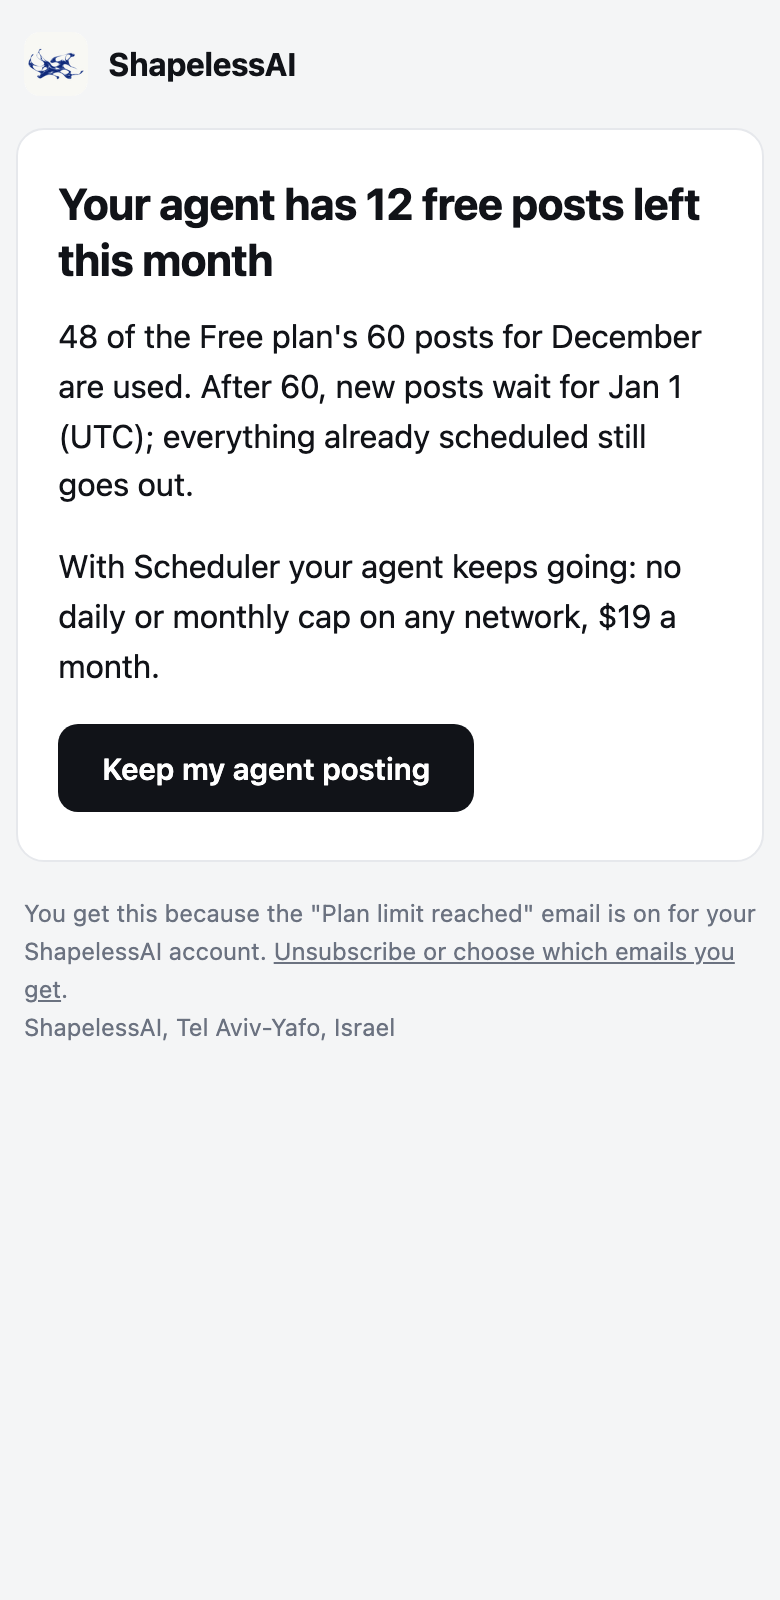 ShapelessAI
Your agent has 12 free posts left
this month
48 of the Free plan's 60 posts for December
are used. After 60, new posts wait for Jan 1
(UTC); everything already scheduled still
goes out.
With Scheduler your agent keeps going: no
daily or monthly cap on any network, $19 a
month.
Keep my agent posting
You get this because the "Plan limit reached" email is on for your
ShapelessAI account. Unsubscribe or choose which emails you
get.
ShapelessAI, Tel Aviv-Yafo, Israel